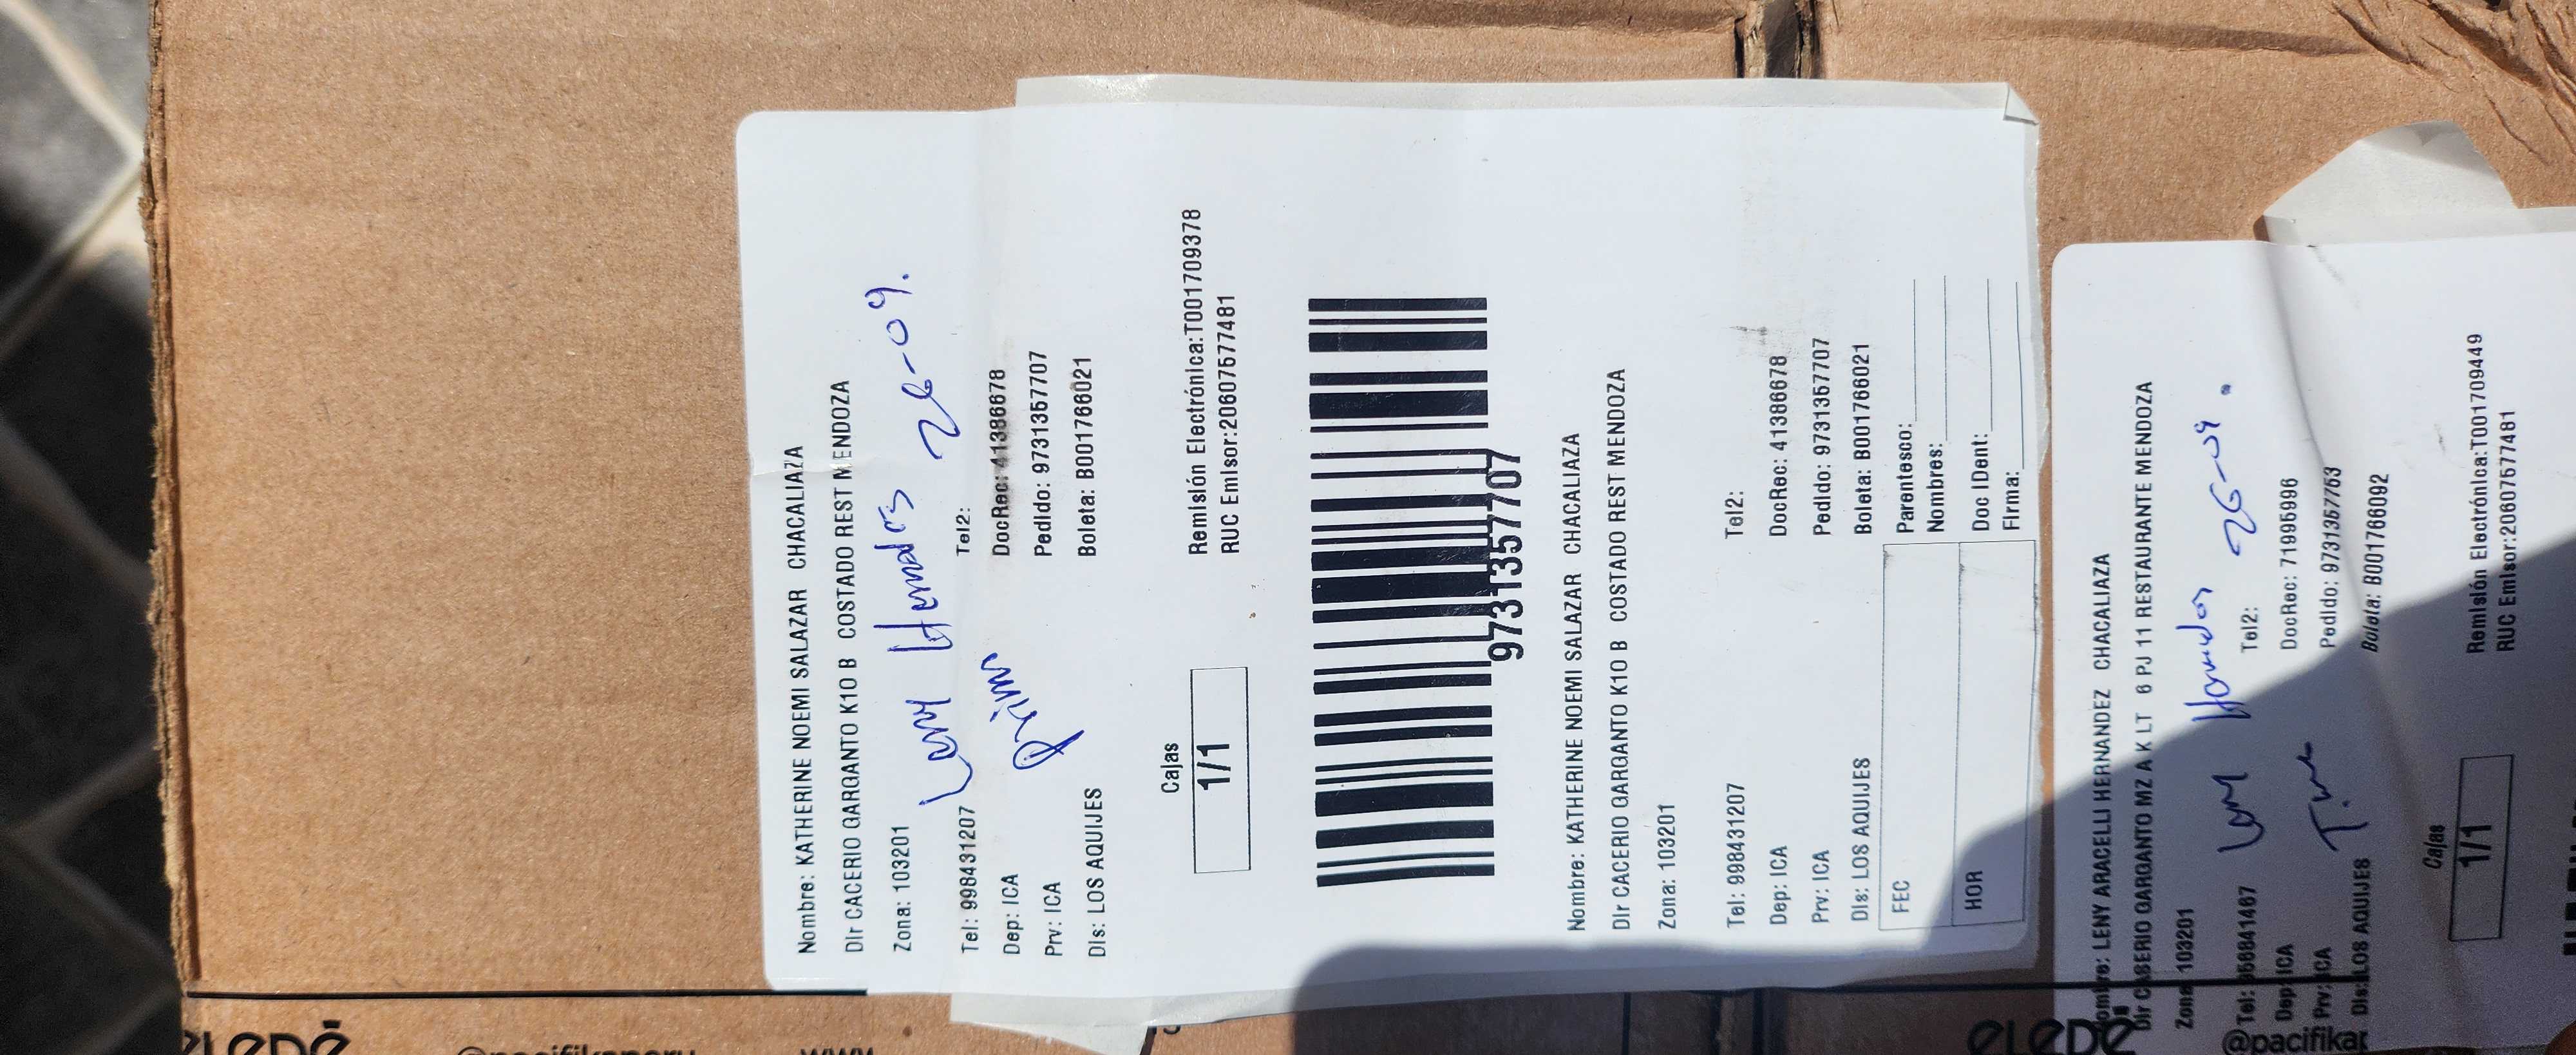 Nombre: KATHERINE NOEMI SALAZAR CHACALIAZA
Dir CACERIO GARGANTO K10 B COSTADO REST MENDOZA
Zona: 103201
26-09.
Tel: 998431207 Tel2:
Dep: ICA DocRec: 41386678
Prv: ICA Pedido: 9731357707
Dis: LOS AQUIJES Boleta: B001766021
Cajas
1/1
Remisión Electrónica:T001709378
RUC Emisor:20607577481
9731357707
Nombre: KATHERINE NOEMI SALAZAR CHACALIAZA
Dir CACERIO GARGANTO K10 B COSTADO REST MENDOZA
Zona: 103201
Tel: 998431207 Tel2:
Dep: ICA DocRec: 41386678
Prv: ICA Pedido: 9731357707
Dis: LOS AQUIJES Boleta: B001766021
FEC Parentesco:
Nombres:
HOR Doc IDent:
Firma:
LENY ARACELLI HERNANDEZ CHACALIAZA
Dir CASERIO GARGANTO MZ A K LT 6 PJ 11 RESTAURANTE MENDOZA
Zona 103201
26-09.
Tel: Tel2:
Dep: ICA DocRec: 71995996
Prv: ICA Pedido: 9731357763
Dis: LOS AQUIJES Boleta: B001766092
Cajas
1/1
Remisión Electrónica:T001709449
RUC Emisor:20607577481
eLeDé
@pacifika